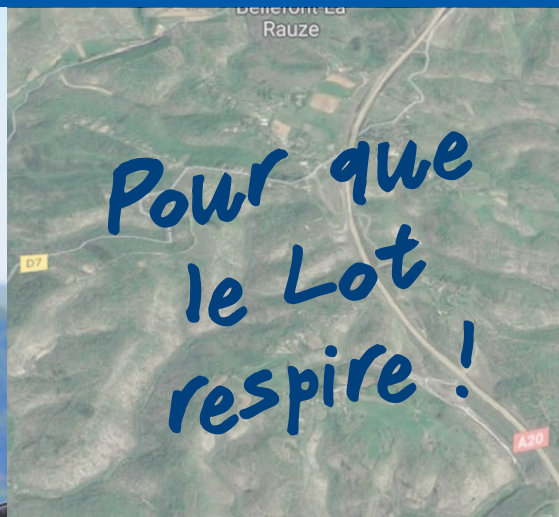 Bellefont-La
Rauze
Pour que
le Lot
respire !
D7
A20